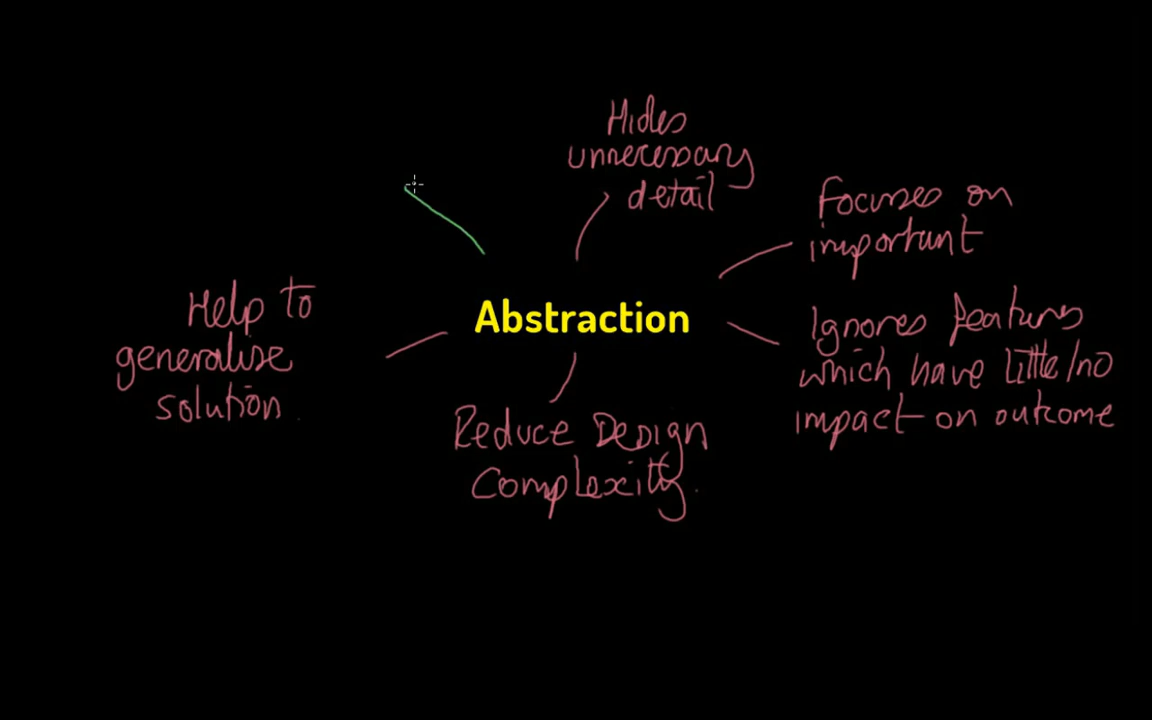 Hides
unnecessary
detail
Focuses on
important
Abstraction
Ignores features
which have little/no
impact on outcome
Help to
generalise
solution.
Reduce Design
Complexity.